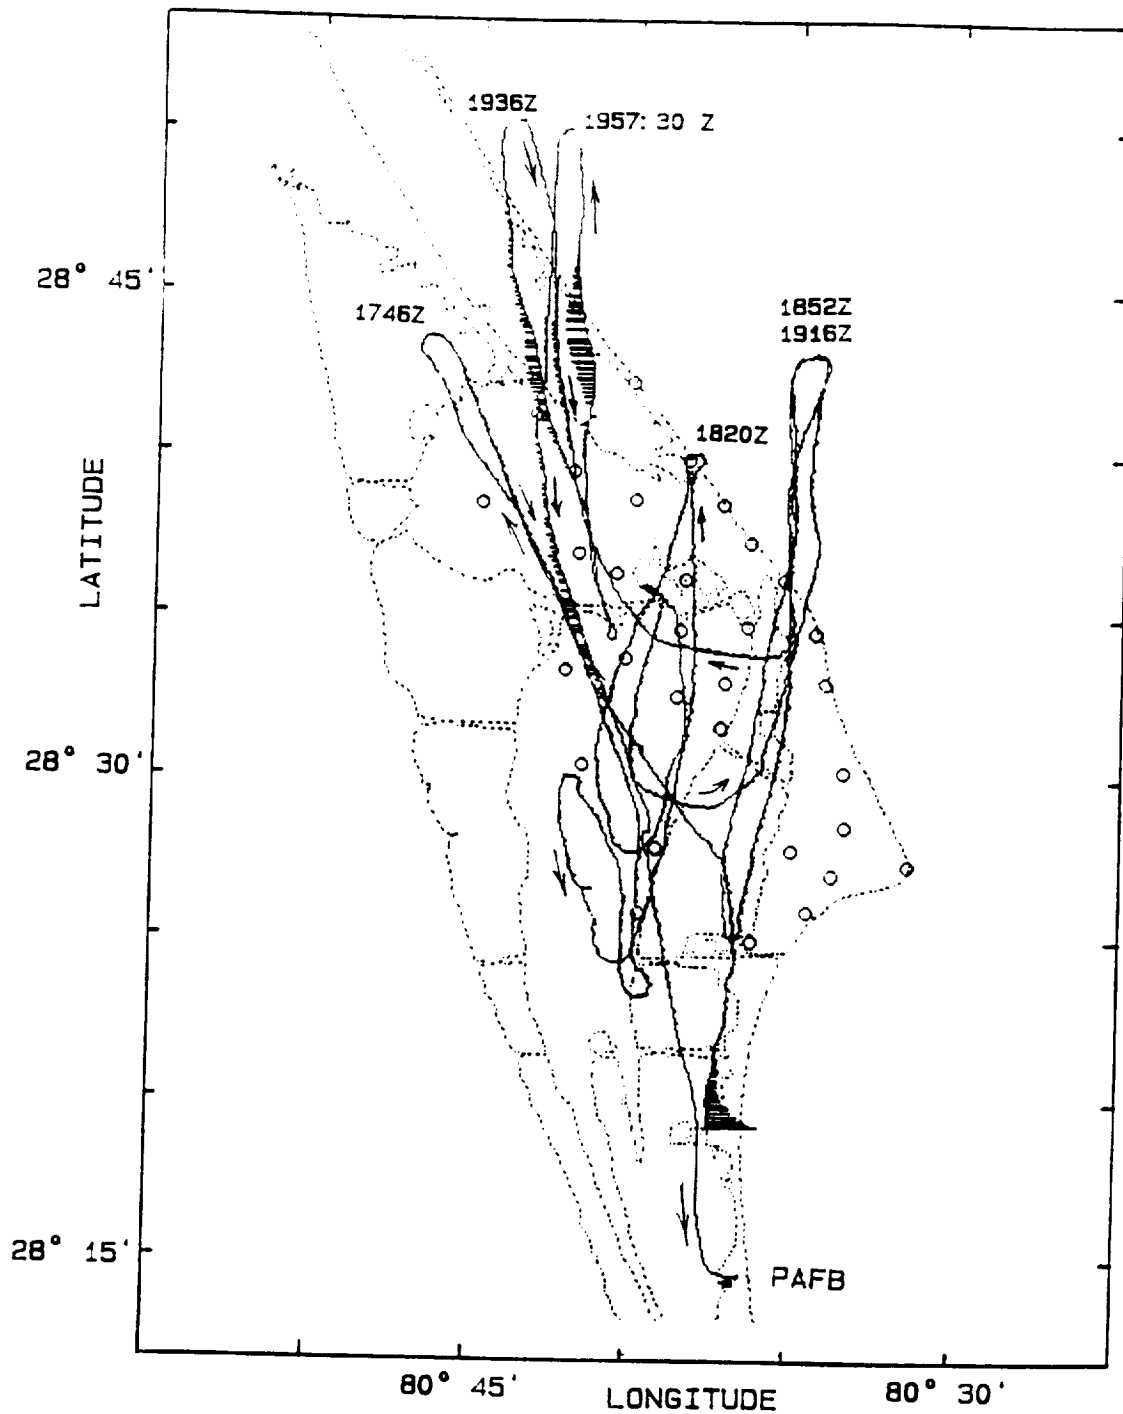 1936Z
1957:30 Z
28° 45'
1746Z
1852Z
1916Z
1820Z
LATITUDE
28° 30'
28° 15'
PAFB
80° 45'
LONGITUDE
80° 30'